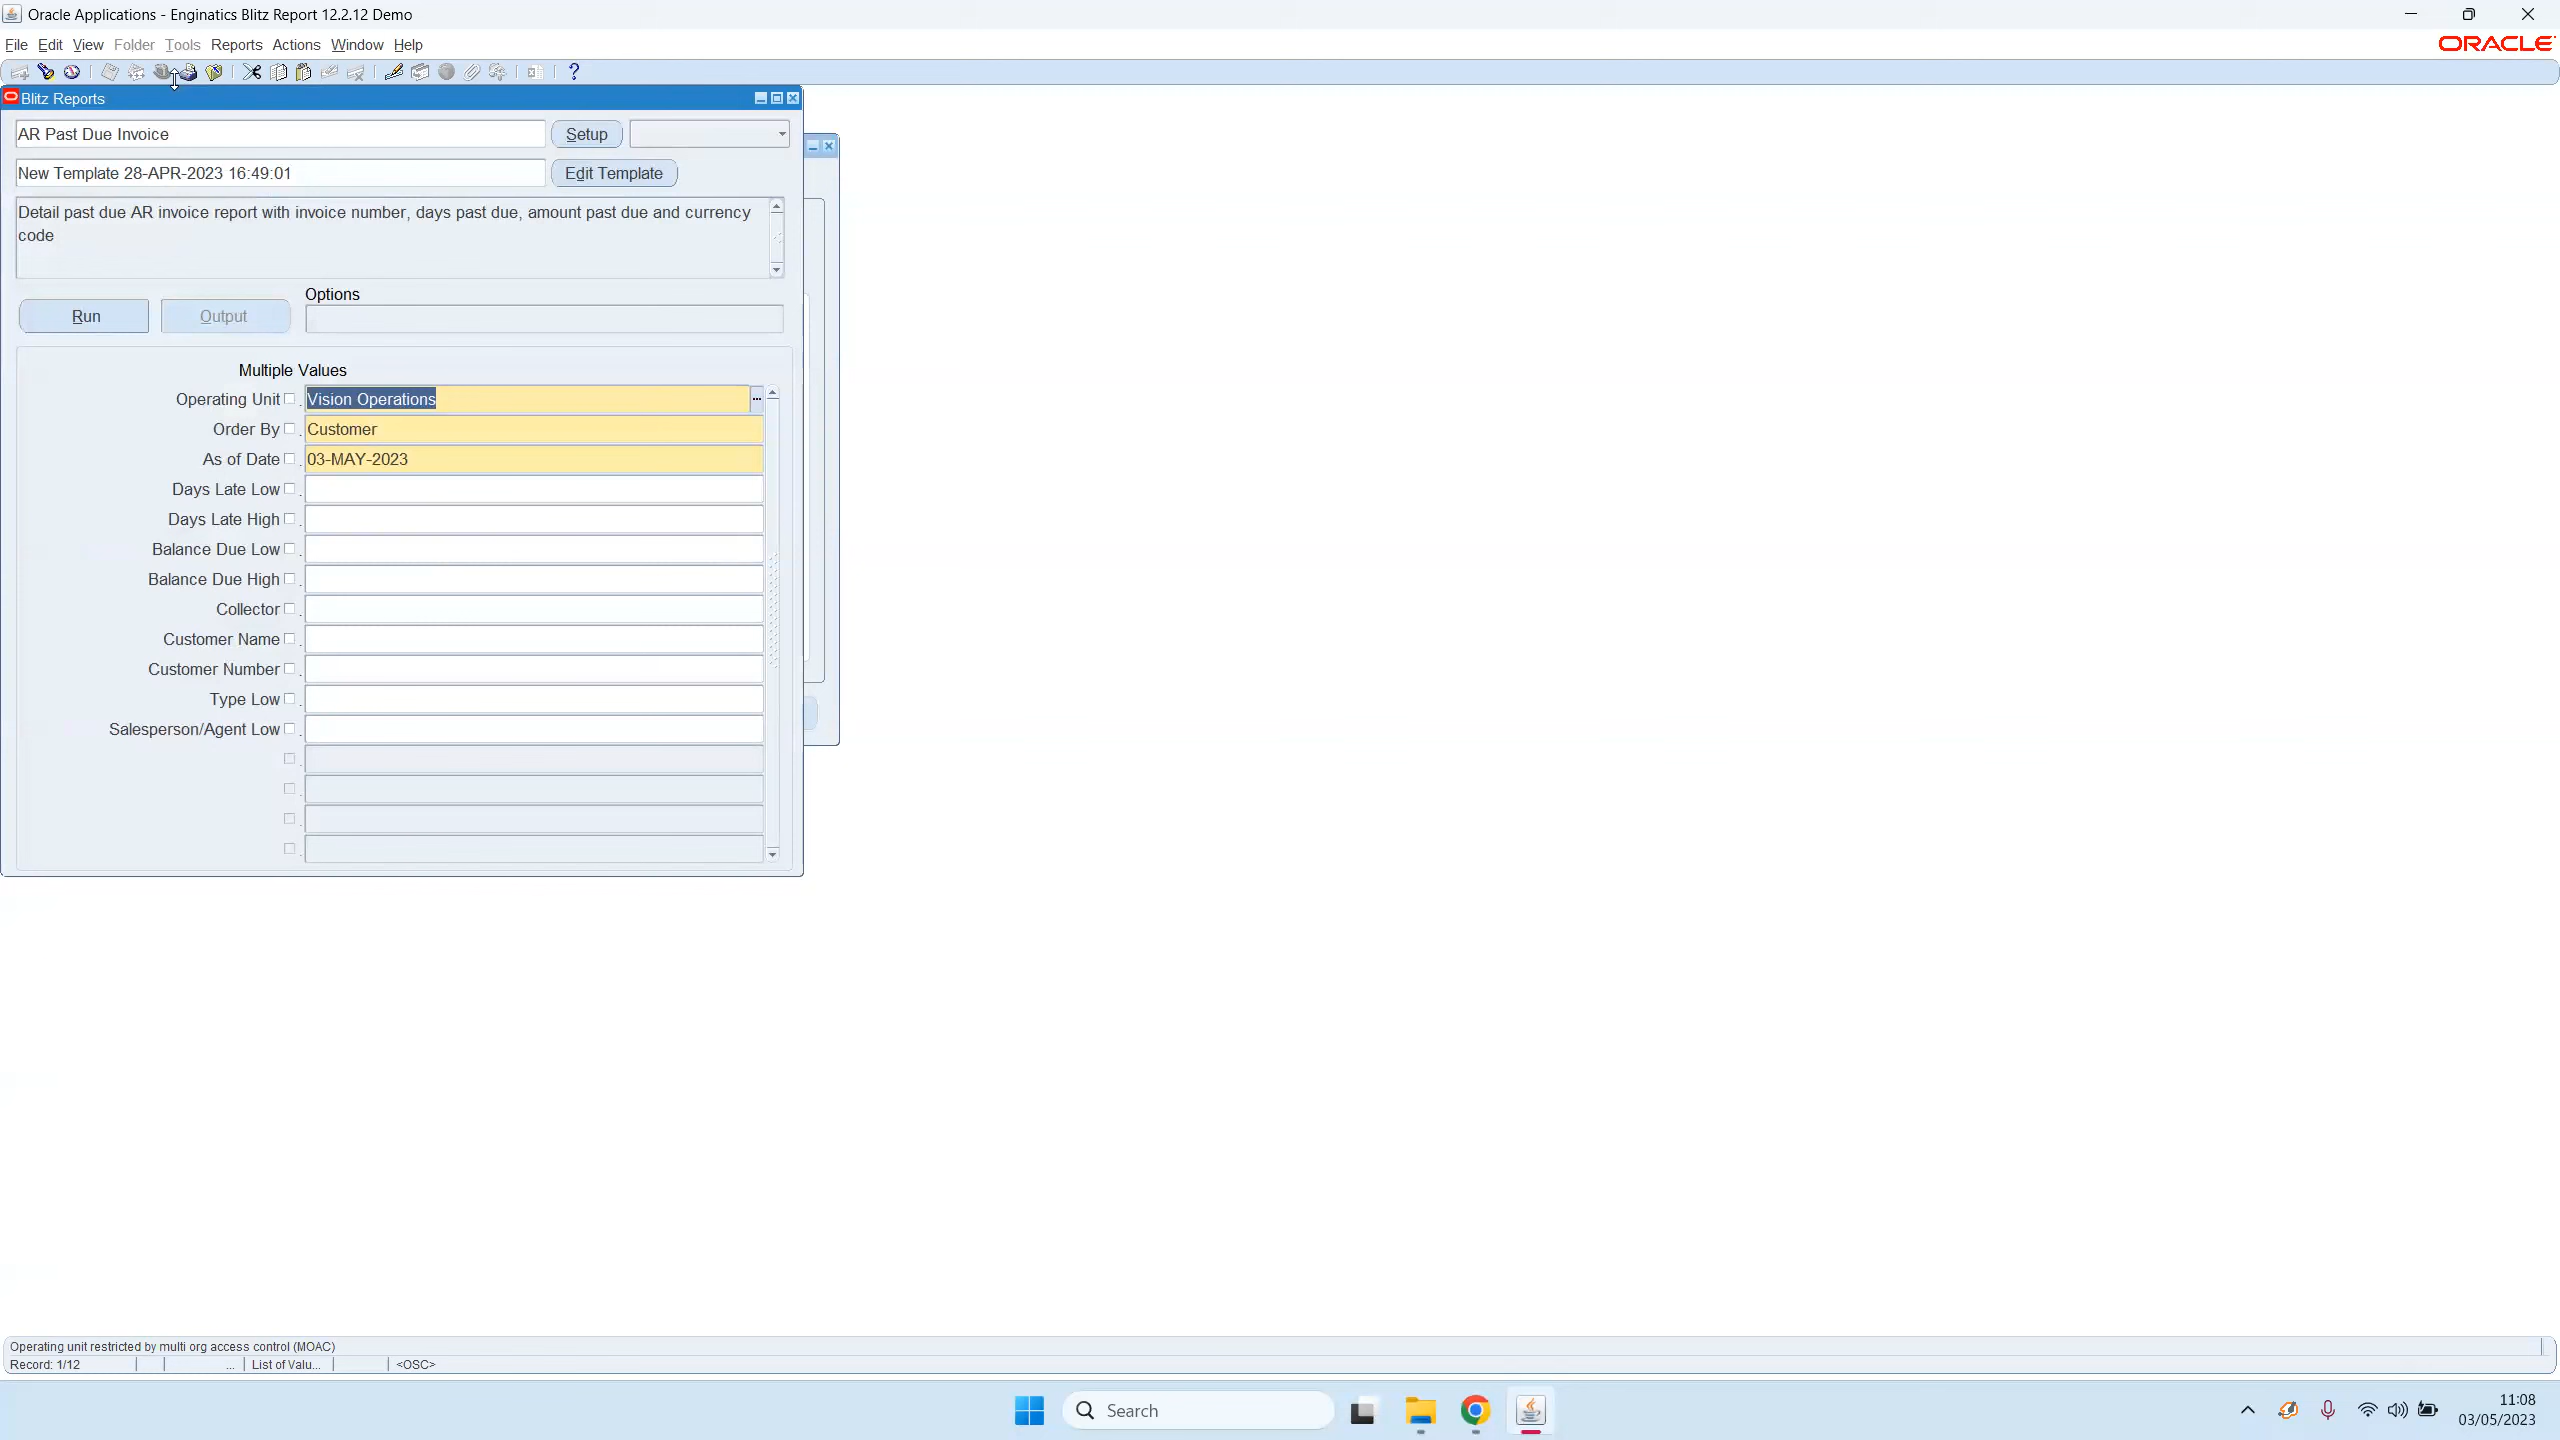 Oracle Applications - Enginatics Blitz Report 12.2.12 Demo
File Edit View Folder Tools Reports Actions Window Help
ORACLE
?
Blitz Reports
AR Past Due Invoice
Setup
New Template 28-APR-2023 16:49:01
Edit Template
Detail past due AR invoice report with invoice number, days past due, amount past due and currency
code
Options
Run
Output
Multiple Values
Operating Unit Vision Operations ...
Order By Customer
As of Date 03-MAY-2023
Days Late Low
Days Late High
Balance Due Low
Balance Due High
Collector
Customer Name
Customer Number
Type Low
Salesperson/Agent Low
Operating unit restricted by multi org access control (MOAC)
Record: 1/12 ... List of Valu... <OSC>
Search
11:08
03/05/2023